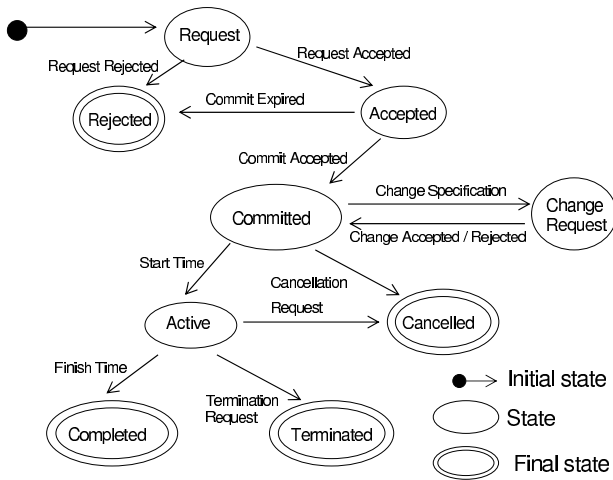 Request
Request Rejected
Request Accepted
Rejected
Commit Expired
Accepted
Commit Accepted
Committed
Change Specification
Change Accepted / Rejected
Change
Request
Start Time
Cancellation
Request
Active
Cancelled
Finish Time
Termination
Request
Completed
Terminated
Initial state
State
Final state